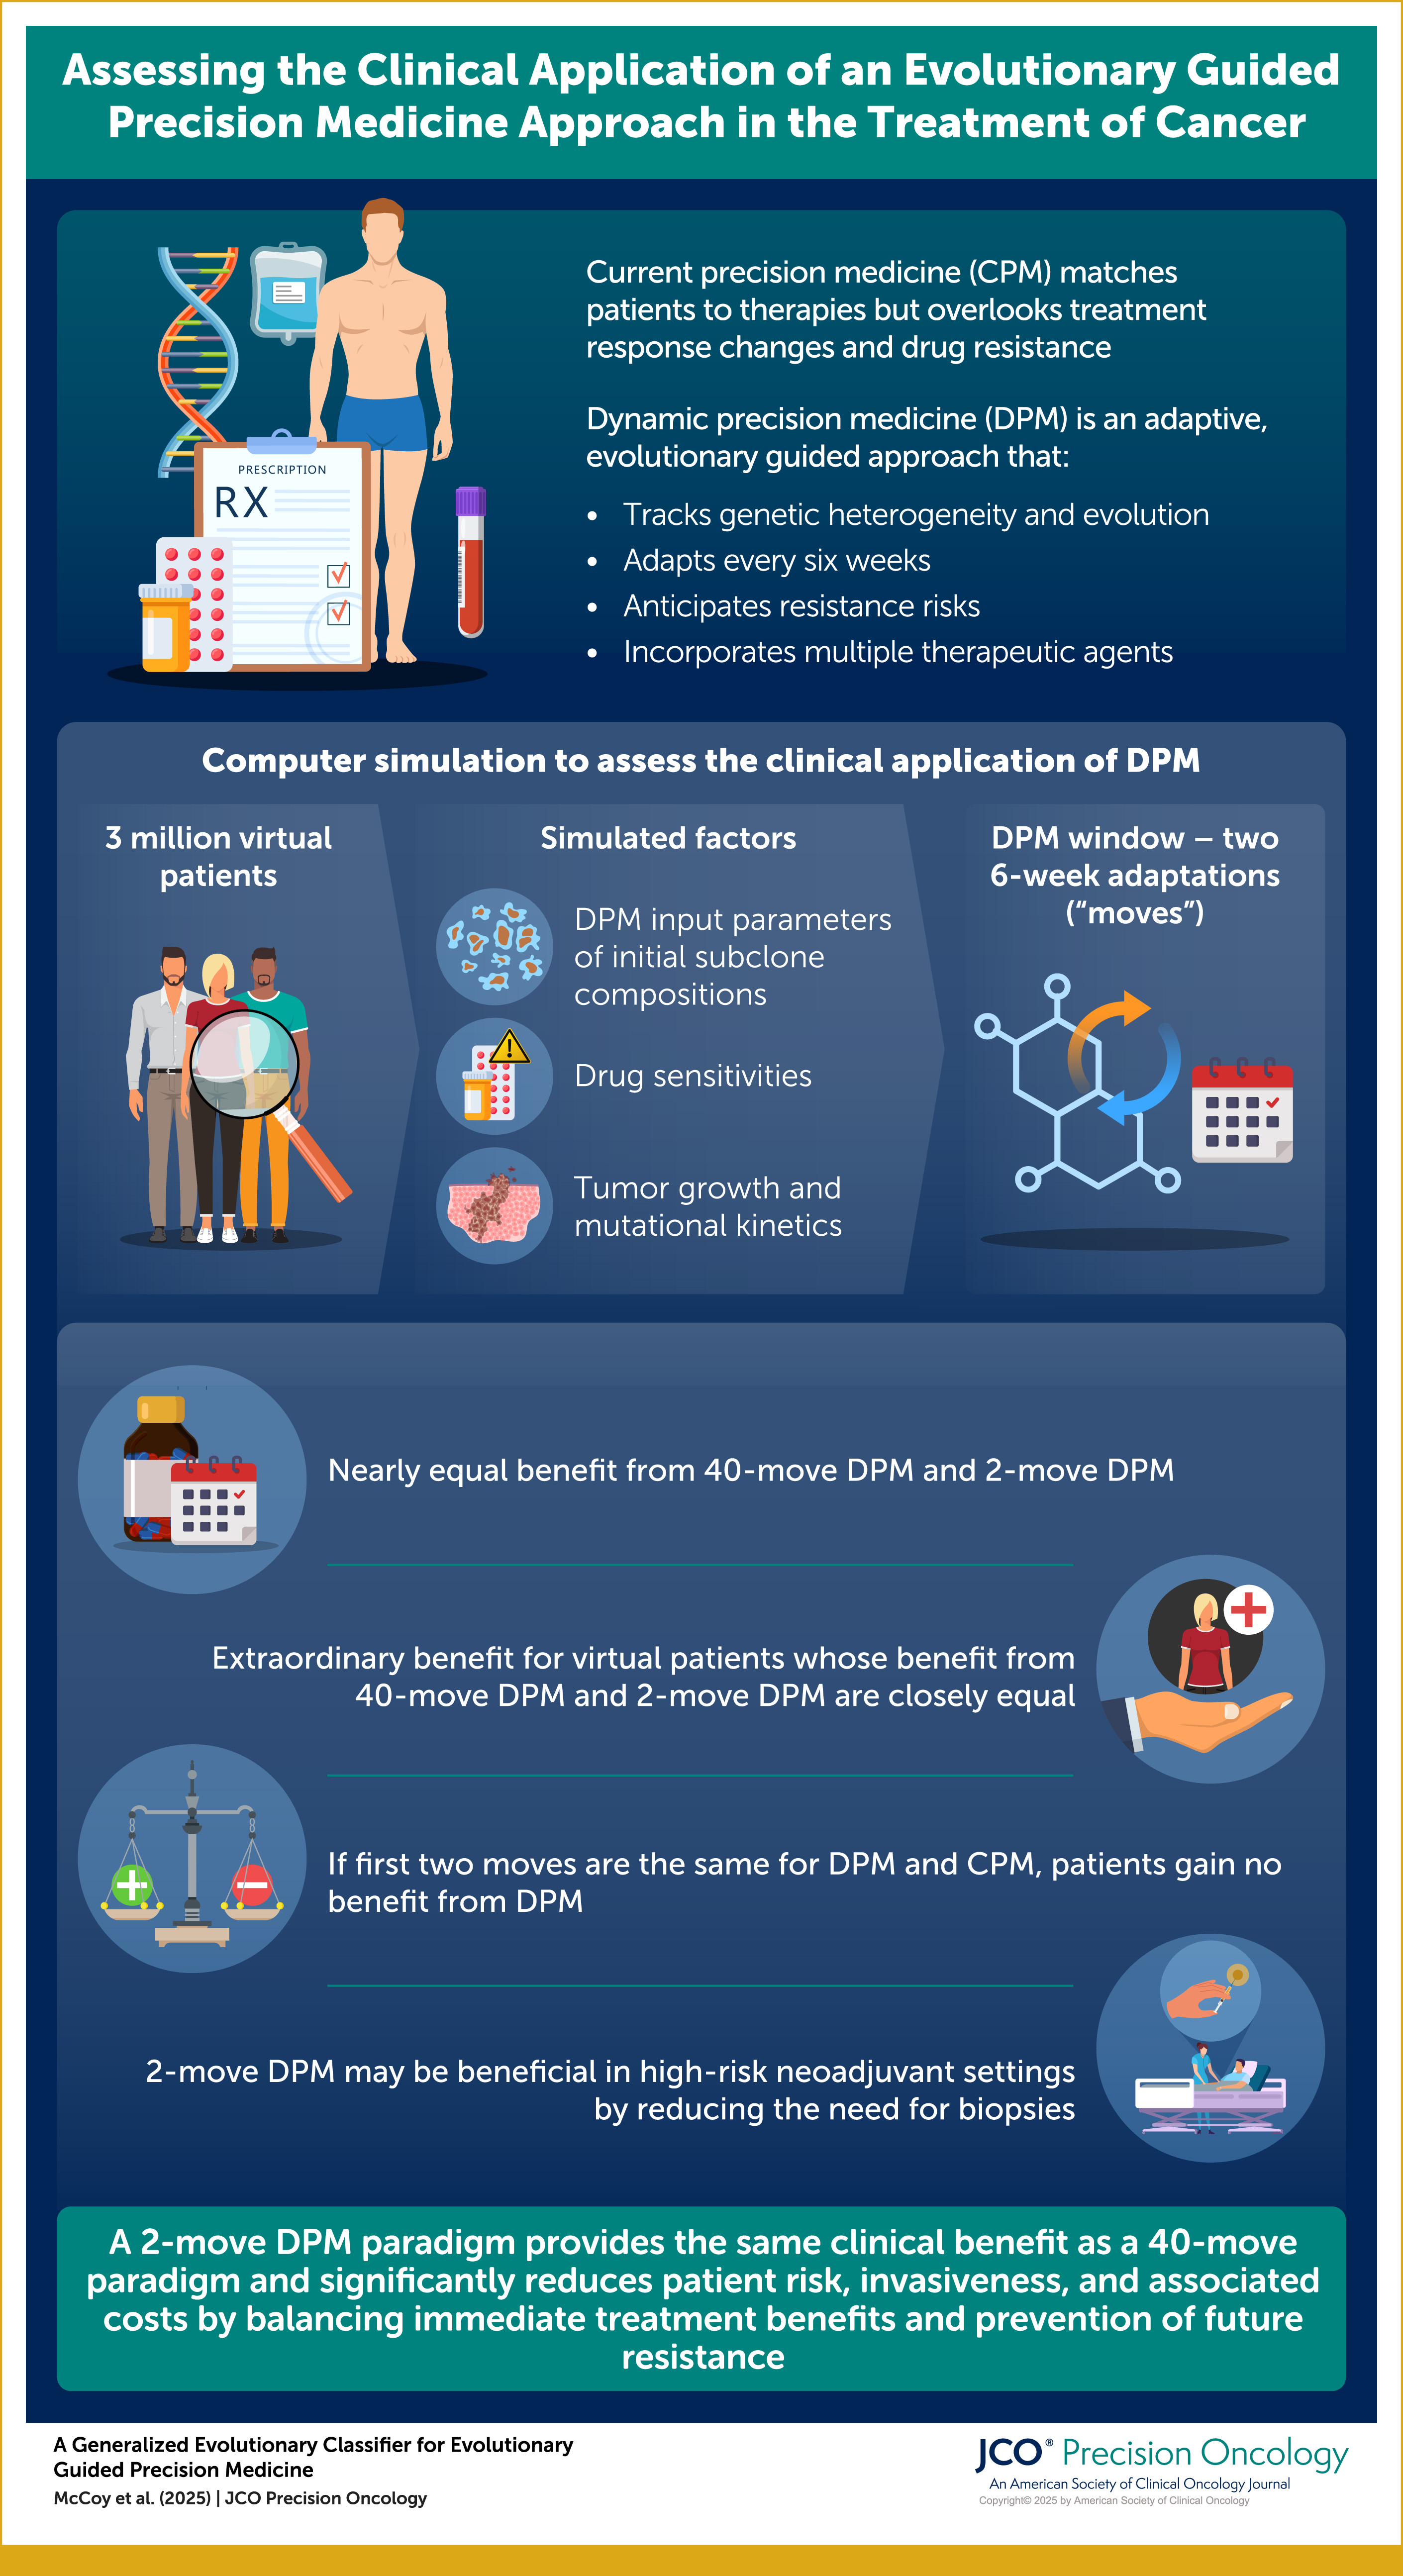 Assessing the Clinical Application of an Evolutionary Guided
Precision Medicine Approach in the Treatment of Cancer
PRESCRIPTION
RX
Current precision medicine (CPM) matches
patients to therapies but overlooks treatment
response changes and drug resistance
Dynamic precision medicine (DPM) is an adaptive,
evolutionary guided approach that:
• Tracks genetic heterogeneity and evolution
• Adapts every six weeks
• Anticipates resistance risks
• Incorporates multiple therapeutic agents
Computer simulation to assess the clinical application of DPM
3 million virtual
patients
Simulated factors
DPM input parameters
of initial subclone
compositions
Drug sensitivities
Tumor growth and
mutational kinetics
DPM window – two
6-week adaptations
(“moves”)
Nearly equal benefit from 40-move DPM and 2-move DPM
Extraordinary benefit for virtual patients whose benefit from
40-move DPM and 2-move DPM are closely equal
If first two moves are the same for DPM and CPM, patients gain no
benefit from DPM
2-move DPM may be beneficial in high-risk neoadjuvant settings
by reducing the need for biopsies
A 2-move DPM paradigm provides the same clinical benefit as a 40-move
paradigm and significantly reduces patient risk, invasiveness, and associated
costs by balancing immediate treatment benefits and prevention of future
resistance
A Generalized Evolutionary Classifier for Evolutionary
Guided Precision Medicine
McCoy et al. (2025) | JCO Precision Oncology
JCO® Precision Oncology
An American Society of Clinical Oncology Journal
Copyright© 2025 by American Society of Clinical Oncology